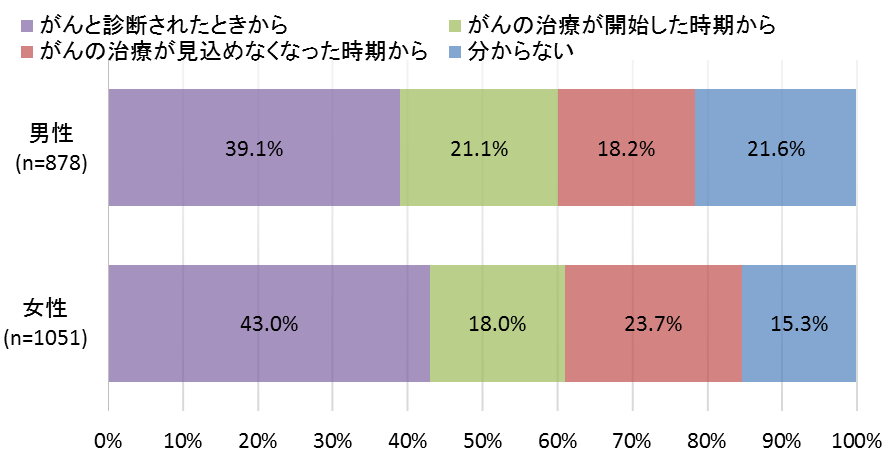 がんと診断されたときから がんの治療が開始した時期から
がんの治療が見込めなくなった時期から 分からない
男性
(n=878)
39.1% 21.1% 18.2% 21.6%
女性
(n=1051)
43.0% 18.0% 23.7% 15.3%
0% 10% 20% 30% 40% 50% 60% 70% 80% 90% 100%